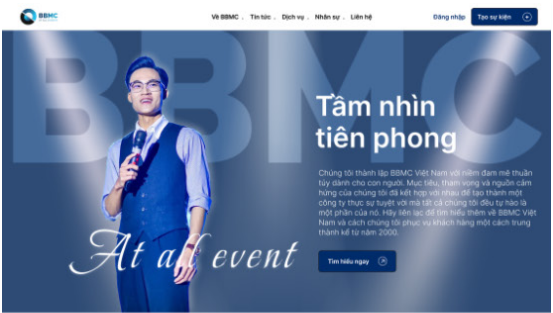 BBMC
Về BBMC . Tin tức . Dịch vụ . Nhân sự . Liên hệ
Đăng nhập
Tạo sự kiện
BBMC
Tầm nhìn
tiên phong
Chúng tôi thành lập BBMC Việt Nam với niềm đam mê thuần
túy dành cho con người. Mục tiêu, tham vọng và nguồn cảm
hứng của chúng tôi đã kết hợp với nhau để tạo thành một
công ty thực sự tuyệt vời mà tất cả chúng tôi đều tự hào là
một phần của nó. Hãy liên lạc để tìm hiểu thêm về BBMC Việt
Nam và cách chúng tôi phục vụ khách hàng một cách trung
thành kể từ năm 2000.
At all event
Tìm hiểu ngay